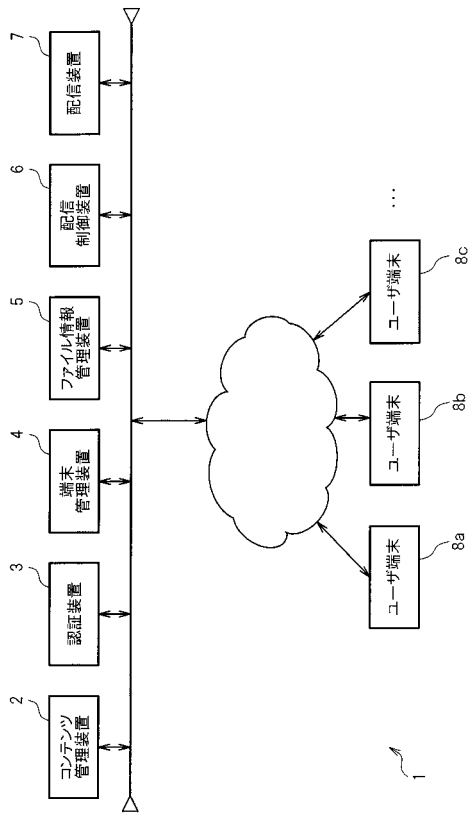 2
コンテンツ
管理装置
3
認証装置
4
端末
管理装置
5
ファイル情報
管理装置
6
配信
制御装置
7
配信装置
ユーザ端末
8a
ユーザ端末
8b
ユーザ端末
8c
…
1